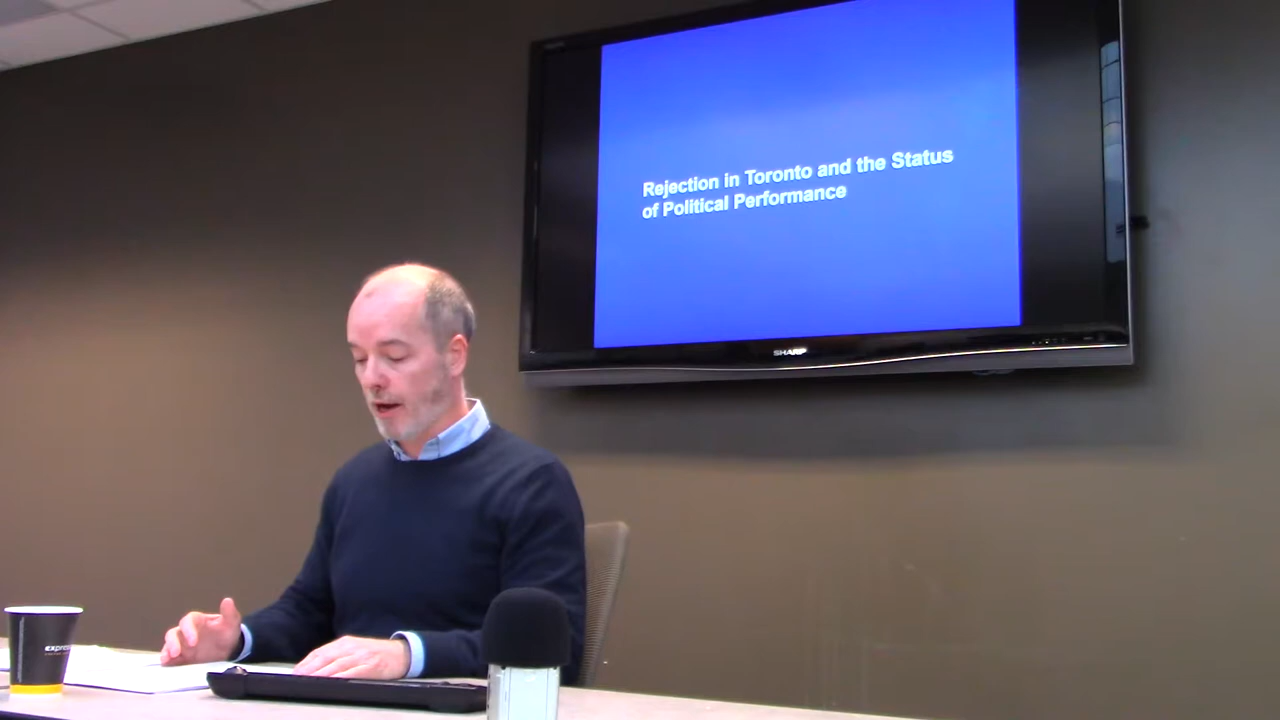 Rejection in Toronto and the Status
of Political Performance
SHARP